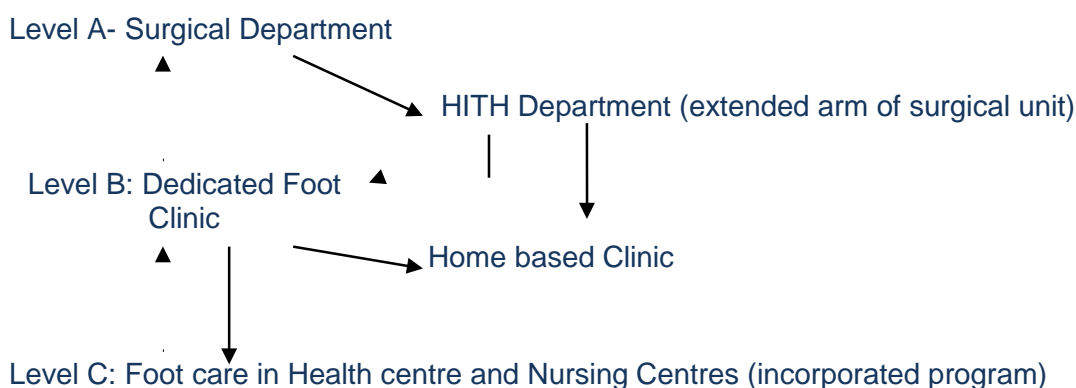 Level A- Surgical Department
HITH Department (extended arm of surgical unit)
Level B: Dedicated Foot
Clinic
Home based Clinic
Level C: Foot care in Health centre and Nursing Centres (incorporated program)